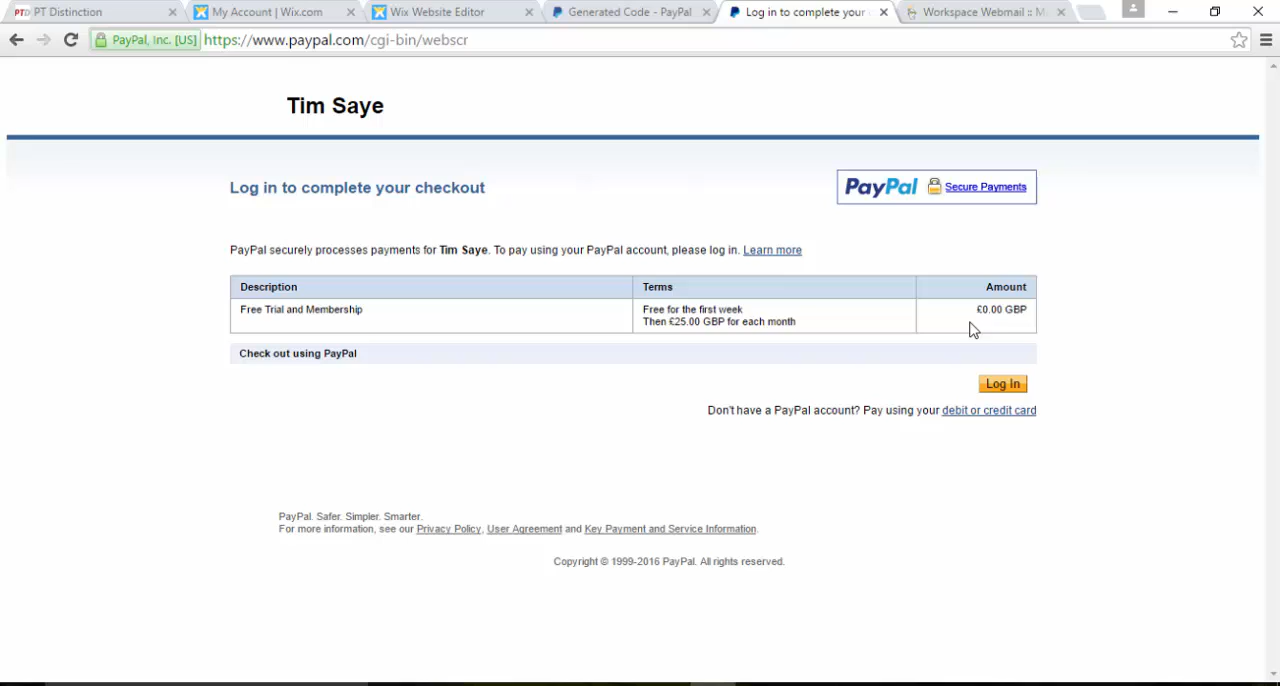 PTD PT Distinction
My Account | Wix.com
Wix Website Editor
Generated Code - PayPal
Log in to complete your
Workspace Webmail :: M
PayPal, Inc. [US] https://www.paypal.com/cgi-bin/webscr
Tim Saye
Log in to complete your checkout
PayPal Secure Payments
PayPal securely processes payments for Tim Saye. To pay using your PayPal account, please log in. Learn more
Description Terms Amount
Free Trial and Membership Free for the first week £0.00 GBP
Then £25.00 GBP for each month
Check out using PayPal
Log In
Don't have a PayPal account? Pay using your debit or credit card
PayPal. Safer. Simpler. Smarter.
For more information, see our Privacy Policy, User Agreement and Key Payment and Service Information.
Copyright © 1999-2016 PayPal. All rights reserved.